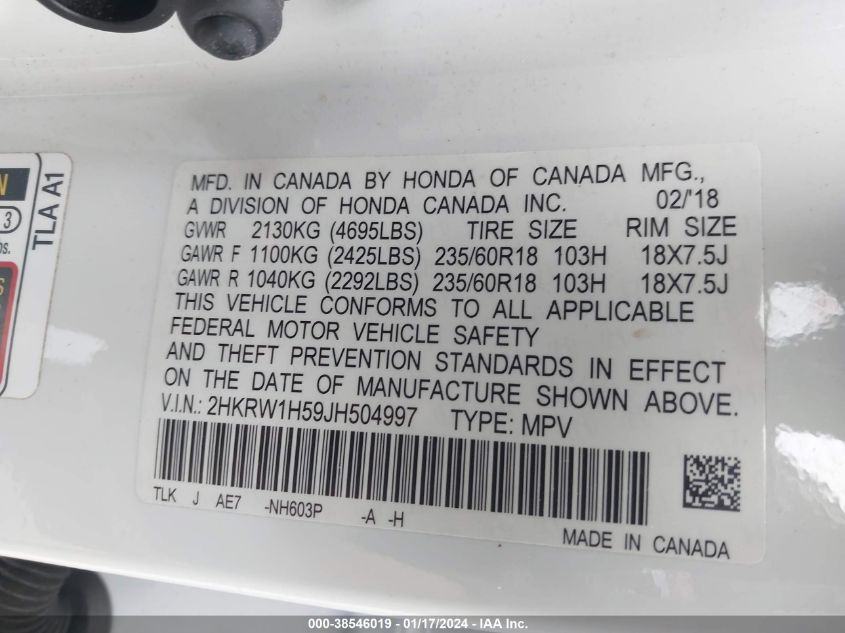 MFD. IN CANADA BY HONDA OF CANADA MFG.,
A DIVISION OF HONDA CANADA INC. 02/'18
GVWR 2130KG (4695LBS) TIRE SIZE RIM SIZE
GAWR F 1100KG (2425LBS) 235/60R18 103H 18X7.5J
GAWR R 1040KG (2292LBS) 235/60R18 103H 18X7.5J
THIS VEHICLE CONFORMS TO ALL APPLICABLE
FEDERAL MOTOR VEHICLE SAFETY
AND THEFT PREVENTION STANDARDS IN EFFECT
ON THE DATE OF MANUFACTURE SHOWN ABOVE.
V.I.N.: 2HKRW1H59JH504997 TYPE: MPV
TLK J AE7 -NH603P -A -H
MADE IN CANADA
TLA A1
3
000-38546019 - 01/17/2024 - IAA Inc.